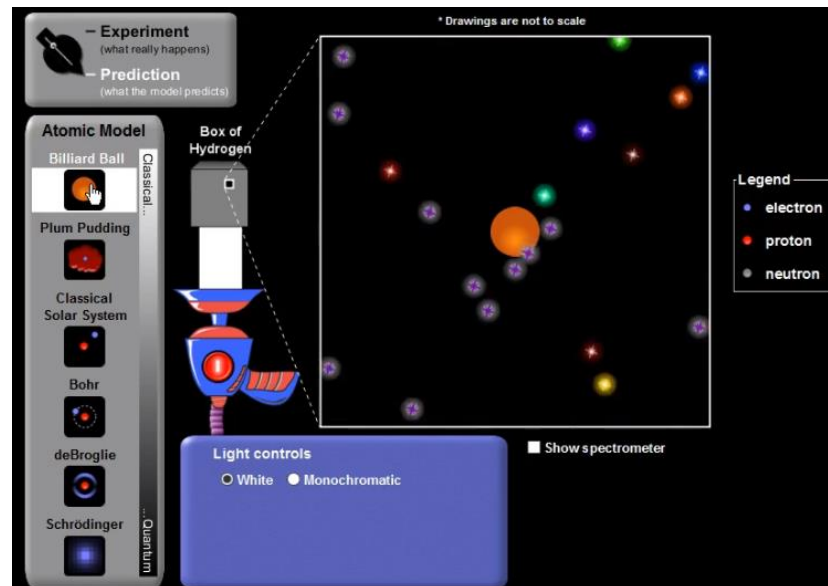 * Drawings are not to scale
Experiment
(what really happens)
Prediction
(what the model predicts)
Atomic Model
Billiard Ball
Plum Pudding
Classical
Solar System
Bohr
deBroglie
Schrödinger
Classical...
...Quantum
Box of
Hydrogen
Legend
electron
proton
neutron
Show spectrometer
Light controls
White
Monochromatic